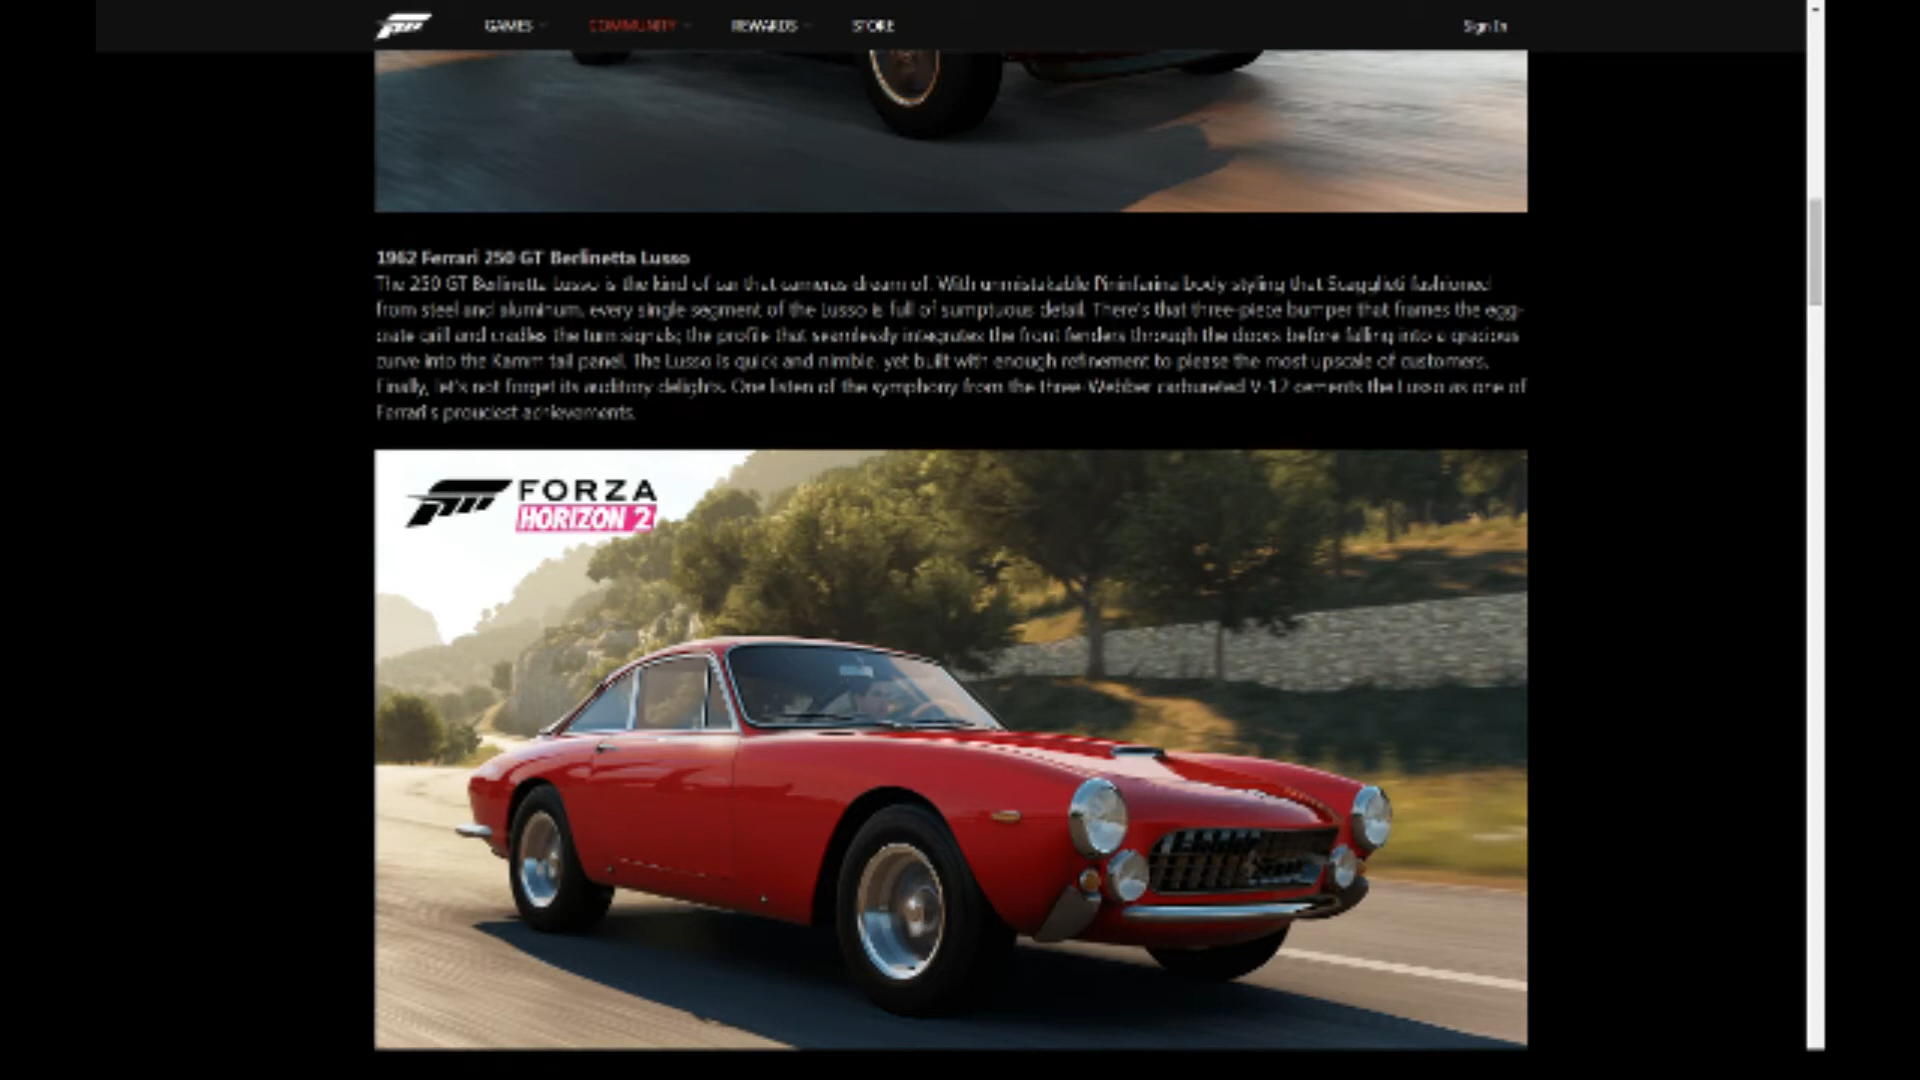 GAMES COMMUNITY REWARDS STORE Sign In
1962 Ferrari 250 GT Berlinetta Lusso
The 250 GT Berlinetta Lusso is the kind of car that cameras dream of. With unmistakable Pininfarina body styling that Scaglieti fashioned
from steel and aluminum, every single segment of the Lusso is full of sumptuous detail. There's that three-piece bumper that frames the egg-
crate grill and cradles the turn signals; the profile that seamlessly integrates the front fenders through the doors before falling into a gracious
curve into the Kamm tail panel. The Lusso is quick and nimble, yet built with enough refinement to please the most upscale of customers.
Finally, let's not forget its auditory delights. One listen of the symphony from the three Webber carbureted V-12 cements the Lusso as one of
Ferrari's proudest achievements.
FORZA
HORIZON 2